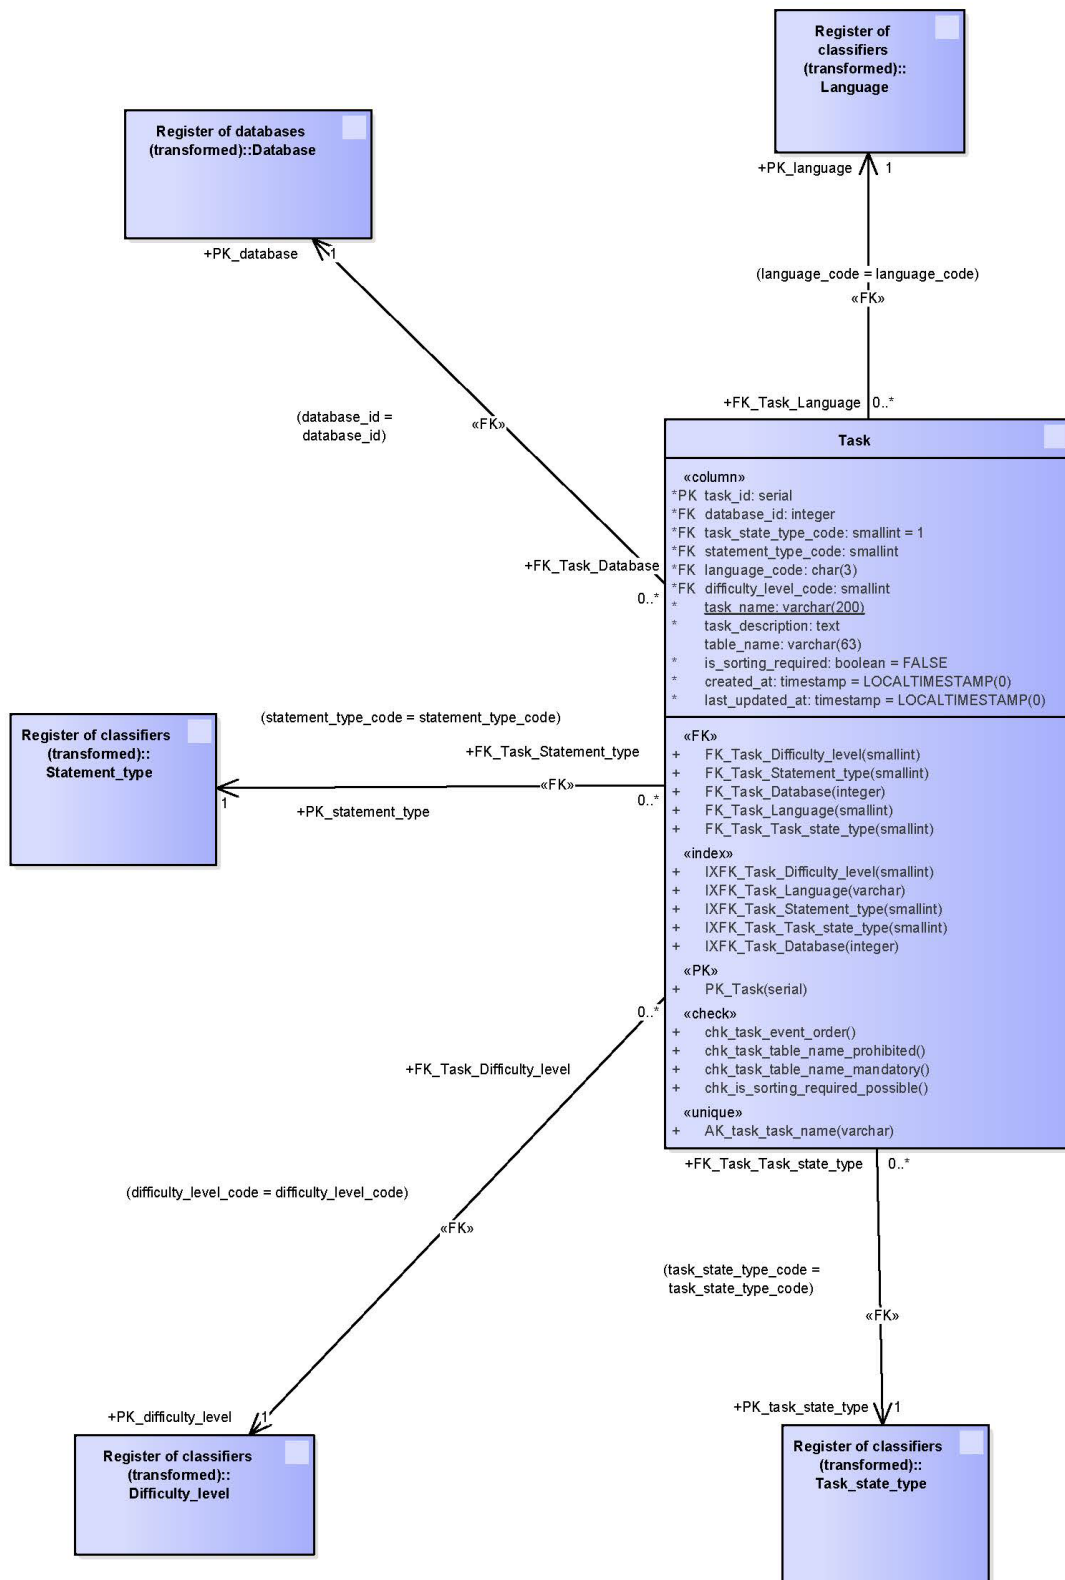 Register of
classifiers
(transformed)::
Language
Register of databases
(transformed)::Database
+PK_language
1
+PK_database
1
(language_code = language_code)
«FK»
+FK_Task_Language
0..*
(database_id =
database_id)
«FK»
+FK_Task_Database
0..*
Task
«column»
*PK task_id: serial
*FK database_id: integer
*FK task_state_type_code: smallint = 1
*FK statement_type_code: smallint
*FK language_code: char(3)
*FK difficulty_level_code: smallint
* task_name: varchar(200)
* task_description: text
table_name: varchar(63)
* is_sorting_required: boolean = FALSE
* created_at: timestamp = LOCALTIMESTAMP(0)
* last_updated_at: timestamp = LOCALTIMESTAMP(0)
«FK»
+ FK_Task_Difficulty_level(smallint)
+ FK_Task_Statement_type(smallint)
+ FK_Task_Database(integer)
+ FK_Task_Language(smallint)
+ FK_Task_Task_state_type(smallint)
«index»
+ IXFK_Task_Difficulty_level(smallint)
+ IXFK_Task_Language(varchar)
+ IXFK_Task_Statement_type(smallint)
+ IXFK_Task_Task_state_type(smallint)
+ IXFK_Task_Database(integer)
«PK»
+ PK_Task(serial)
«check»
+ chk_task_event_order()
+ chk_task_table_name_prohibited()
+ chk_task_table_name_mandatory()
+ chk_is_sorting_required_possible()
«unique»
+ AK_task_task_name(varchar)
Register of classifiers
(transformed)::
Statement_type
(statement_type_code = statement_type_code)
+FK_Task_Statement_type
«FK»
0..*
1
+PK_statement_type
0..*
+FK_Task_Difficulty_level
(difficulty_level_code = difficulty_level_code)
«FK»
+PK_difficulty_level
1
Register of classifiers
(transformed)::
Difficulty_level
+FK_Task_Task_state_type
0..*
(task_state_type_code =
task_state_type_code)
«FK»
+PK_task_state_type
1
Register of classifiers
(transformed)::
Task_state_type